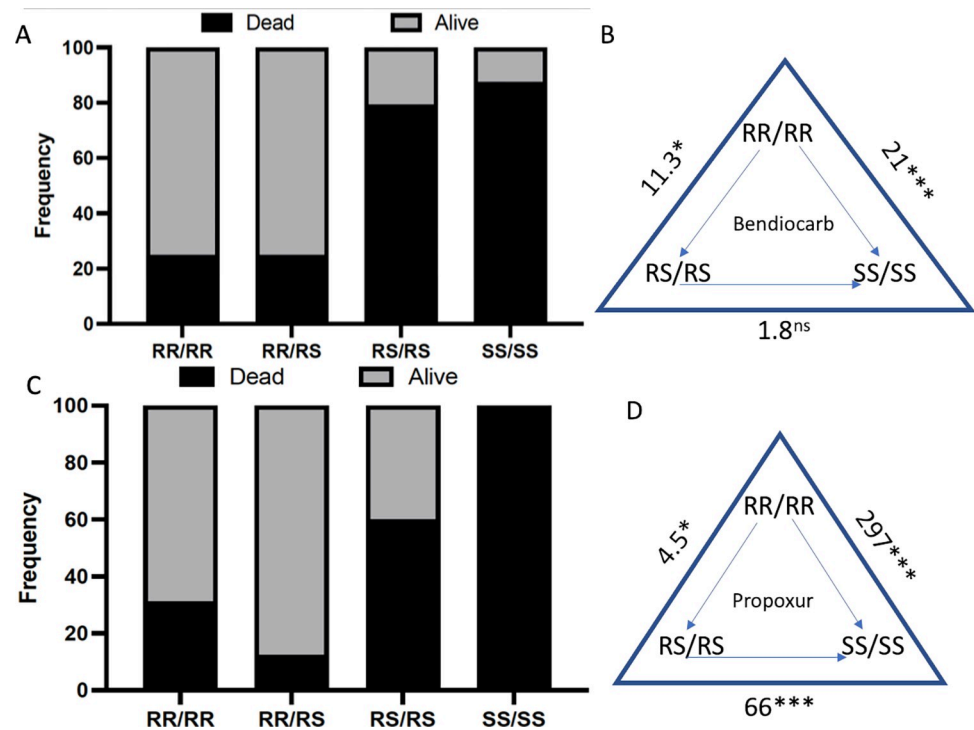 A
Dead Alive
Frequency
100
80
60
40
20
0
RR/RR RR/RS RS/RS SS/SS
B
RR/RR
11.3*
21***
Bendiocarb
RS/RS SS/SS
1.8ns
C
Dead Alive
Frequency
100
80
60
40
20
0
RR/RR RR/RS RS/RS SS/SS
D
RR/RR
4.5*
297***
Propoxur
RS/RS SS/SS
66***